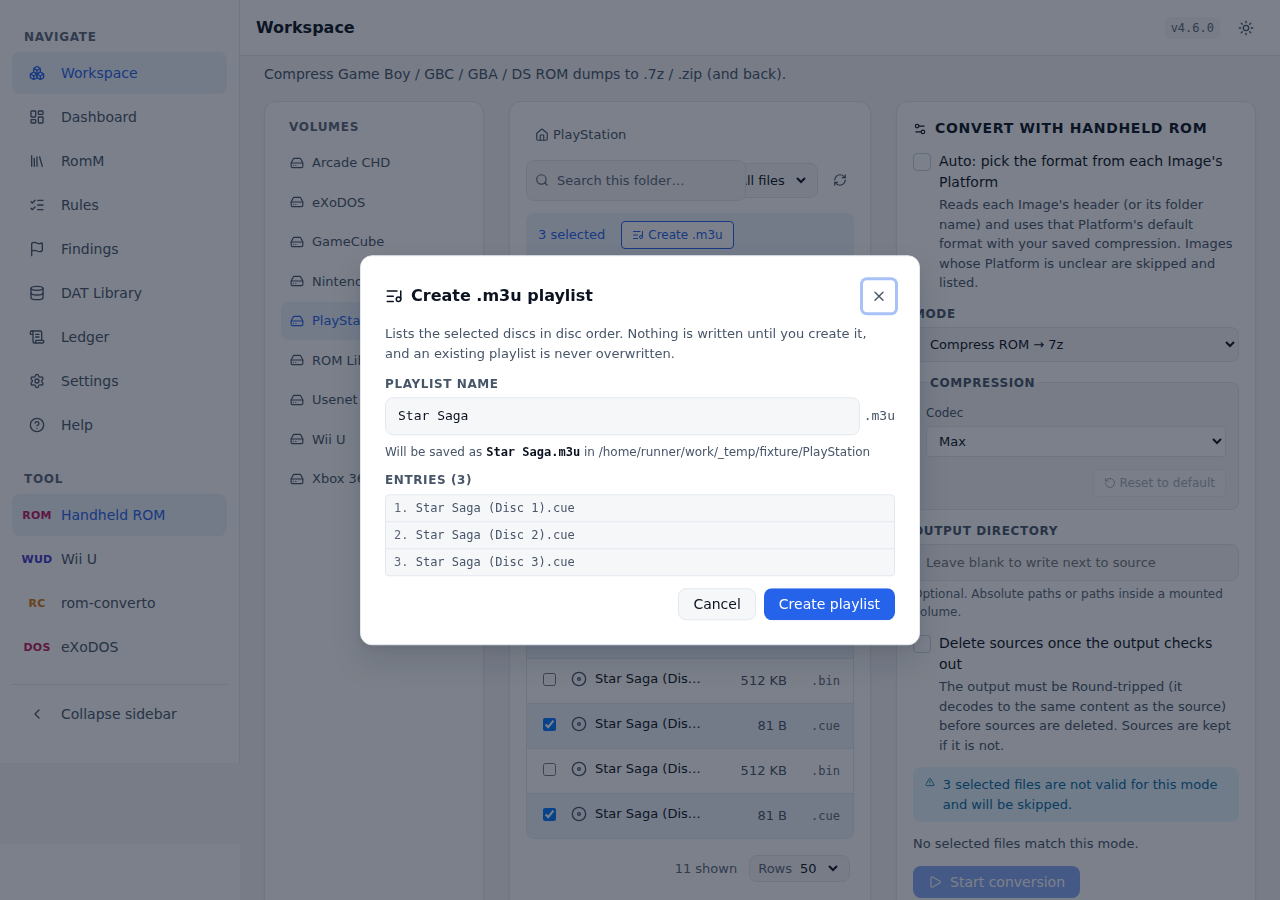 NAVIGATE
Workspace
Dashboard
RomM
Rules
Findings
DAT Library
Ledger
Settings
Help
TOOL
ROM Handheld ROM
WUD Wii U
RC rom-converto
DOS eXoDOS
Collapse sidebar
Workspace
v4.6.0
Compress Game Boy / GBC / GBA / DS ROM dumps to .7z / .zip (and back).
VOLUMES
Arcade CHD
eXoDOS
GameCube
Usenet
Wii U
PlayStation
Search this folder…
ll files
3 selected
Create .m3u
Create .m3u playlist
Lists the selected discs in disc order. Nothing is written until you create it,
and an existing playlist is never overwritten.
PLAYLIST NAME
Star Saga
.m3u
Will be saved as Star Saga.m3u in /home/runner/work/_temp/fixture/PlayStation
ENTRIES (3)
1. Star Saga (Disc 1).cue
2. Star Saga (Disc 2).cue
3. Star Saga (Disc 3).cue
Cancel
Create playlist
Star Saga (Dis… 512 KB .bin
Star Saga (Dis… 81 B .cue
Star Saga (Dis… 512 KB .bin
Star Saga (Dis… 81 B .cue
11 shown
Rows 50
CONVERT WITH HANDHELD ROM
Auto: pick the format from each Image's
Platform
Reads each Image's header (or its folder
name) and uses that Platform's default
format with your saved compression. Images
whose Platform is unclear are skipped and
listed.
MODE
Compress ROM → 7z
COMPRESSION
Codec
Max
Reset to default
OUTPUT DIRECTORY
Leave blank to write next to source
Optional. Absolute paths or paths inside a mounted
volume.
Delete sources once the output checks
out
The output must be Round-tripped (it
decodes to the same content as the source)
before sources are deleted. Sources are kept
if it is not.
3 selected files are not valid for this mode
and will be skipped.
No selected files match this mode.
Start conversion